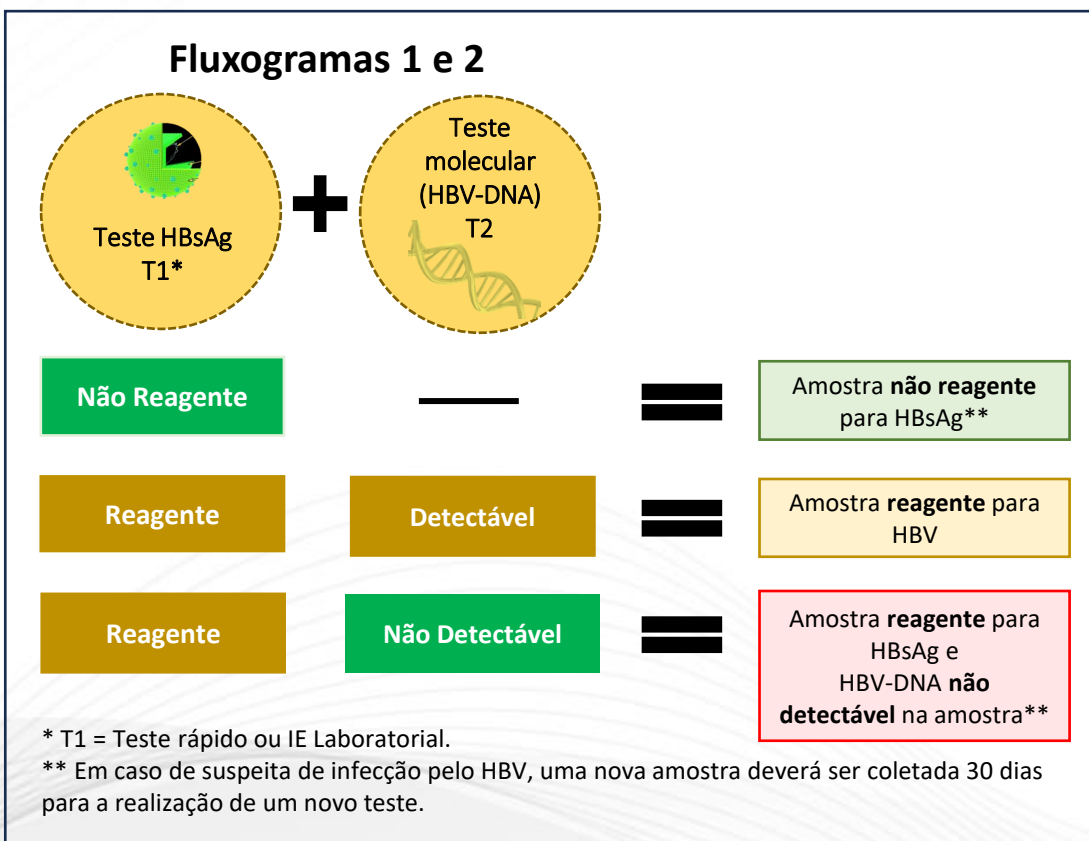 Fluxogramas 1 e 2
Teste HBsAg
T1*
+
Teste
molecular
(HBV-DNA)
T2
Não Reagente
—
=
Amostra não reagente
para HBsAg**
Reagente
Detectável
=
Amostra reagente para
HBV
Reagente
Não Detectável
=
Amostra reagente para
HBsAg e
HBV-DNA não
detectável na amostra**
* T1 = Teste rápido ou IE Laboratorial.
** Em caso de suspeita de infecção pelo HBV, uma nova amostra deverá ser coletada 30 dias
para a realização de um novo teste.